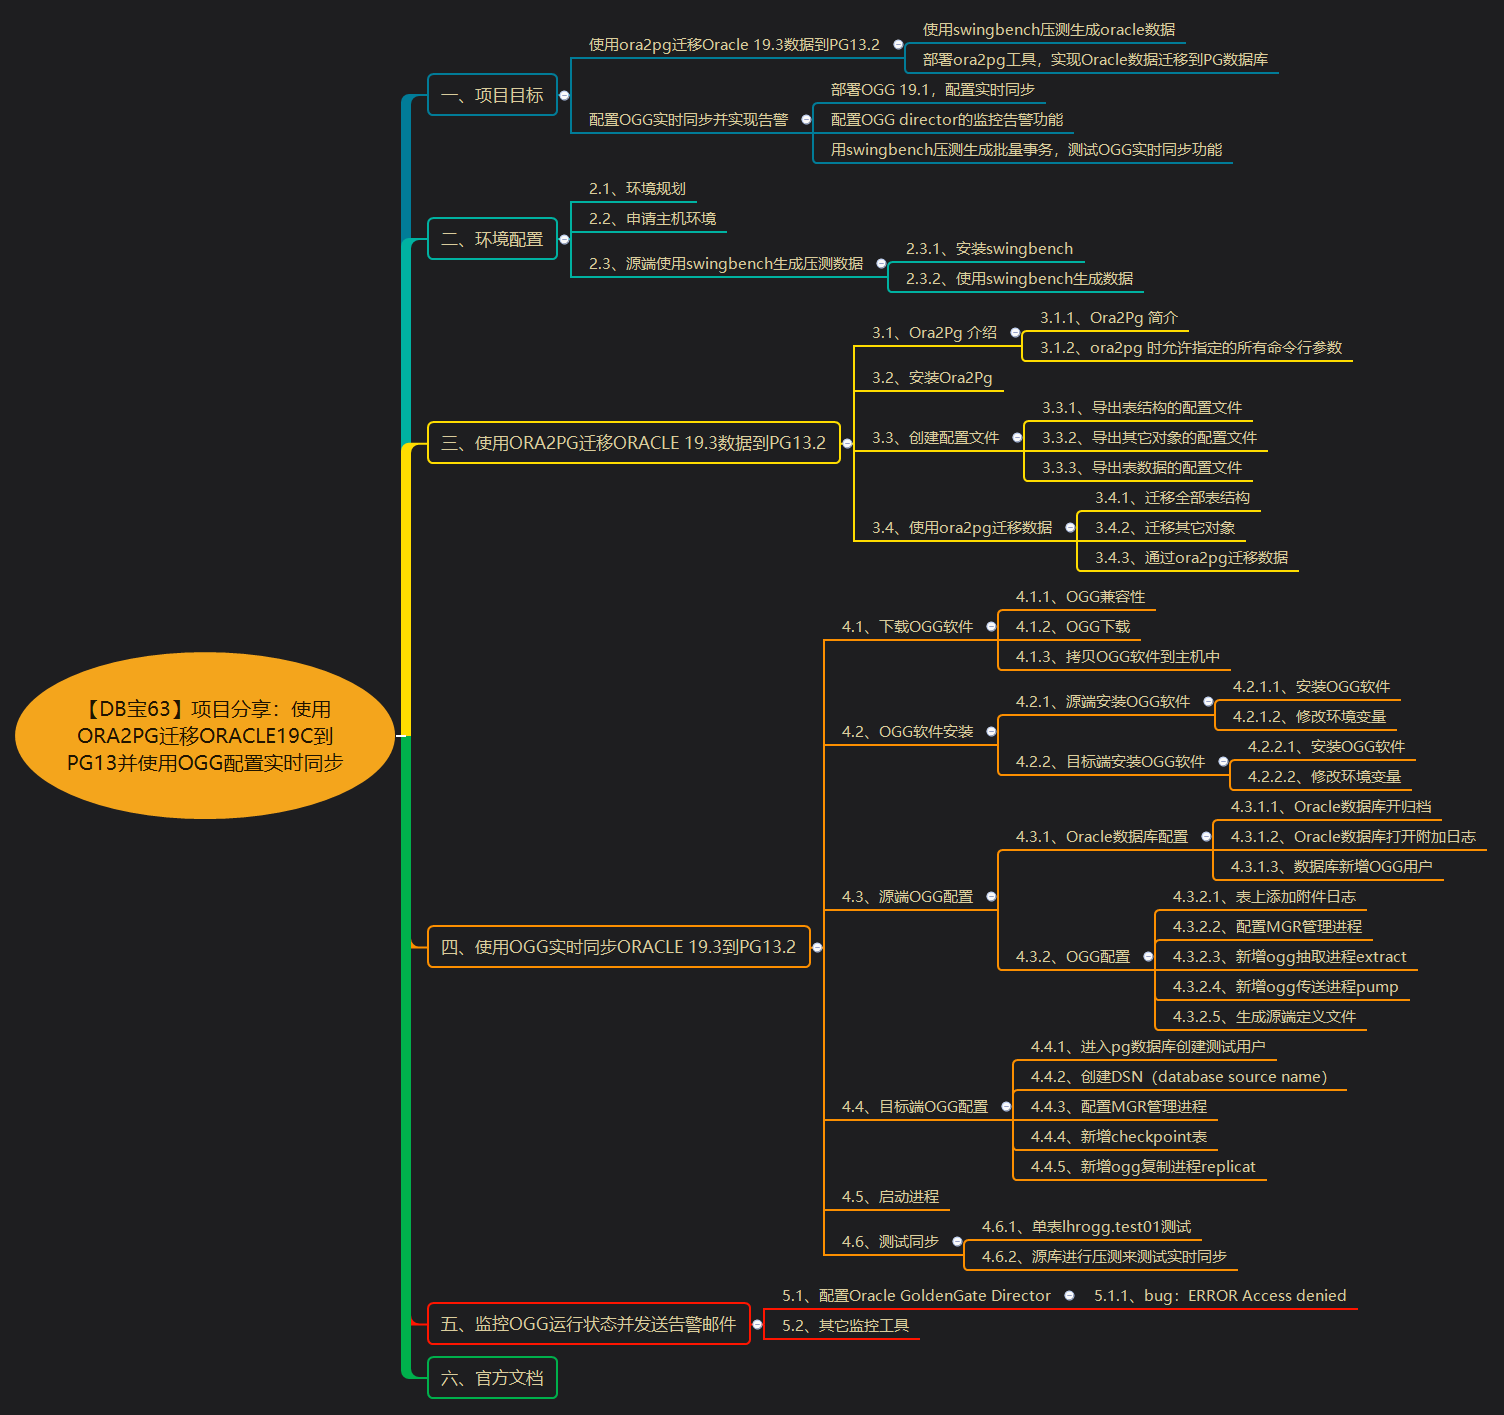 【DB宝63】项目分享：使用
ORA2PG迁移ORACLE19C到
PG13并使用OGG配置实时同步
一、项目目标
使用ora2pg迁移Oracle 19.3数据到PG13.2
使用swingbench压测生成oracle数据
部署ora2pg工具，实现Oracle数据迁移到PG数据库
配置OGG实时同步并实现告警
部署OGG 19.1，配置实时同步
配置OGG director的监控告警功能
用swingbench压测生成批量事务，测试OGG实时同步功能
二、环境配置
2.1、环境规划
2.2、申请主机环境
2.3、源端使用swingbench生成压测数据
2.3.1、安装swingbench
2.3.2、使用swingbench生成数据
三、使用ORA2PG迁移ORACLE 19.3数据到PG13.2
3.1、Ora2Pg 介绍
3.1.1、Ora2Pg 简介
3.1.2、ora2pg 时允许指定的所有命令行参数
3.2、安装Ora2Pg
3.3、创建配置文件
3.3.1、导出表结构的配置文件
3.3.2、导出其它对象的配置文件
3.3.3、导出表数据的配置文件
3.4、使用ora2pg迁移数据
3.4.1、迁移全部表结构
3.4.2、迁移其它对象
3.4.3、通过ora2pg迁移数据
四、使用OGG实时同步ORACLE 19.3到PG13.2
4.1、下载OGG软件
4.1.1、OGG兼容性
4.1.2、OGG下载
4.1.3、拷贝OGG软件到主机中
4.2、OGG软件安装
4.2.1、源端安装OGG软件
4.2.1.1、安装OGG软件
4.2.1.2、修改环境变量
4.2.2、目标端安装OGG软件
4.2.2.1、安装OGG软件
4.2.2.2、修改环境变量
4.3、源端OGG配置
4.3.1、Oracle数据库配置
4.3.1.1、Oracle数据库开归档
4.3.1.2、Oracle数据库打开附加日志
4.3.1.3、数据库新增OGG用户
4.3.2、OGG配置
4.3.2.1、表上添加附件日志
4.3.2.2、配置MGR管理进程
4.3.2.3、新增ogg抽取进程extract
4.3.2.4、新增ogg传送进程pump
4.3.2.5、生成源端定义文件
4.4、目标端OGG配置
4.4.1、进入pg数据库创建测试用户
4.4.2、创建DSN（database source name）
4.4.3、配置MGR管理进程
4.4.4、新增checkpoint表
4.4.5、新增ogg复制进程replicat
4.5、启动进程
4.6、测试同步
4.6.1、单表lhrogg.test01测试
4.6.2、源库进行压测来测试实时同步
五、监控OGG运行状态并发送告警邮件
5.1、配置Oracle GoldenGate Director
5.1.1、bug：ERROR Access denied
5.2、其它监控工具
六、官方文档